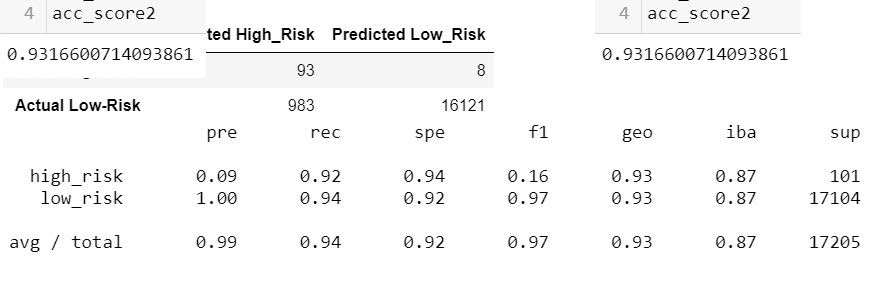 4 acc_score2 4 acc_score2
0.9316600714093861 ted High_Risk Predicted Low_Risk 0.9316600714093861
93 8
Actual Low-Risk 983 16121
pre rec spe f1 geo iba sup
high_risk 0.09 0.92 0.94 0.16 0.93 0.87 101
low_risk 1.00 0.94 0.92 0.97 0.93 0.87 17104
avg / total 0.99 0.94 0.92 0.97 0.93 0.87 17205